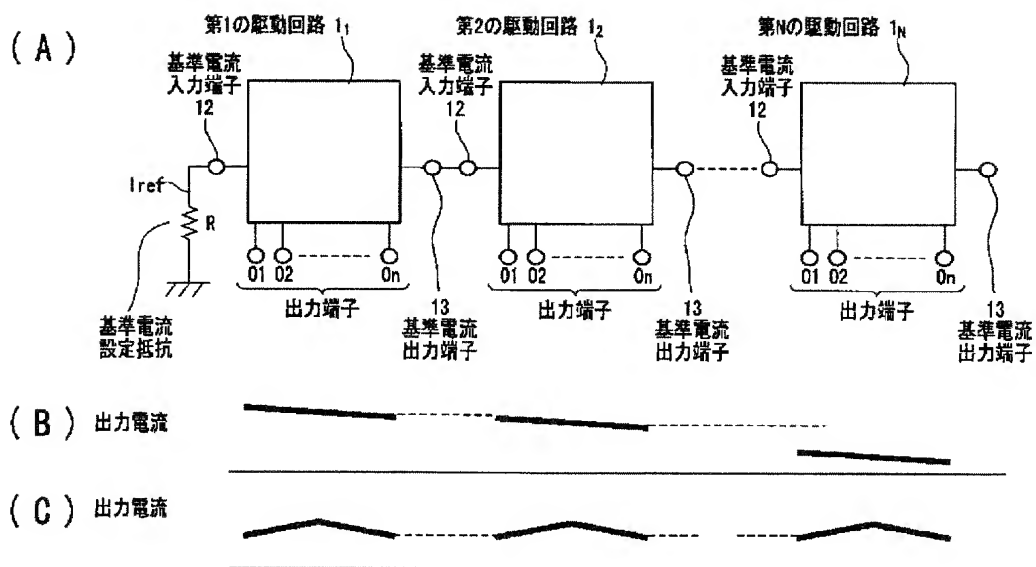 (A)
第1の駆動回路 1₁
第2の駆動回路 1₂
第Nの駆動回路 1N
基準電流
入力端子
12
基準電流
入力端子
12
基準電流
入力端子
12
Iref
R
01 02 0n
01 02 0n
01 02 0n
出力端子
出力端子
出力端子
基準電流
設定抵抗
13
基準電流
出力端子
13
基準電流
出力端子
13
基準電流
出力端子
(B) 出力電流
(C) 出力電流